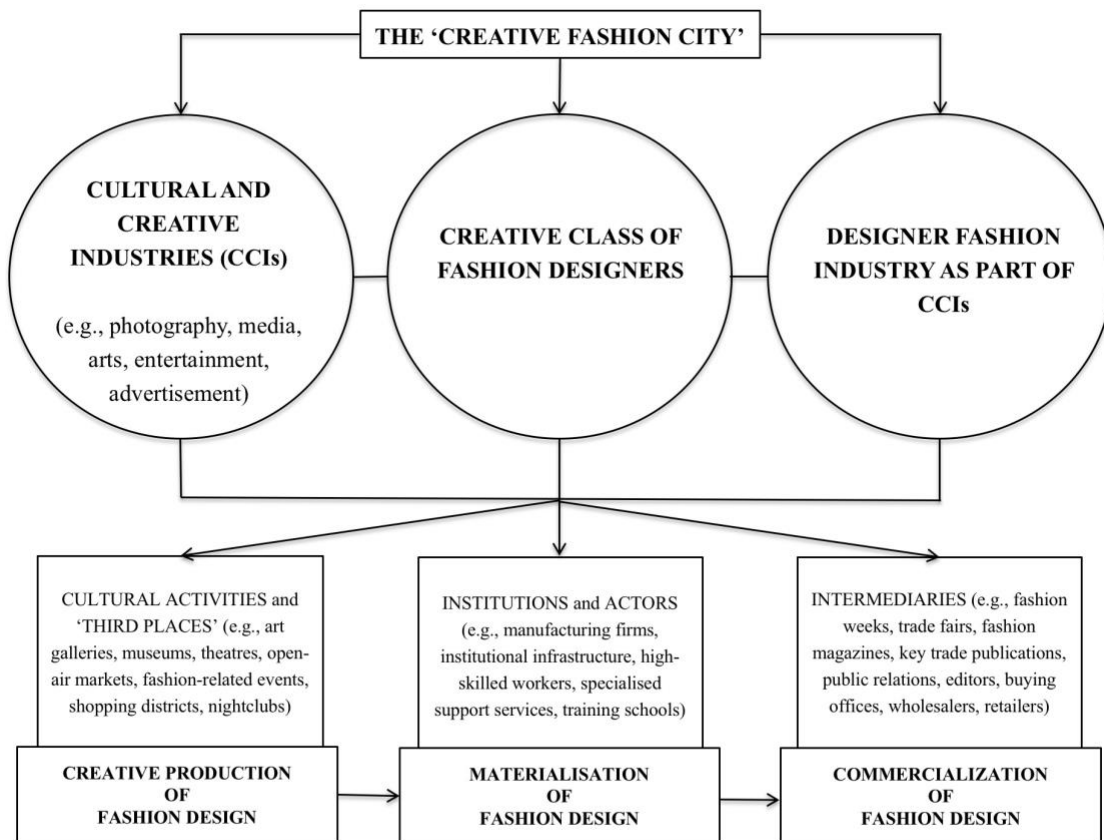 THE ‘CREATIVE FASHION CITY’
CULTURAL AND
CREATIVE
INDUSTRIES (CCIs)
(e.g., photography, media,
arts, entertainment,
advertisement)
CREATIVE CLASS OF
FASHION DESIGNERS
DESIGNER FASHION
INDUSTRY AS PART OF
CCIs
CULTURAL ACTIVITIES and
‘THIRD PLACES’ (e.g., art
galleries, museums, theatres, open-
air markets, fashion-related events,
shopping districts, nightclubs)
CREATIVE PRODUCTION
OF
FASHION DESIGN
INSTITUTIONS and ACTORS
(e.g., manufacturing firms,
institutional infrastructure, high-
skilled workers, specialised
support services, training schools)
MATERIALISATION
OF
FASHION DESIGN
INTERMEDIARIES (e.g., fashion
weeks, trade fairs, fashion
magazines, key trade publications,
public relations, editors, buying
offices, wholesalers, retailers)
COMMERCIALIZATION
OF
FASHION DESIGN